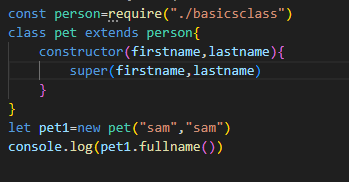 const person=require("./basicsclass")
class pet extends person{
    constructor(firstname,lastname){
        super(firstname,lastname)
    }
}
let pet1=new pet("sam","sam")
console.log(pet1.fullname())